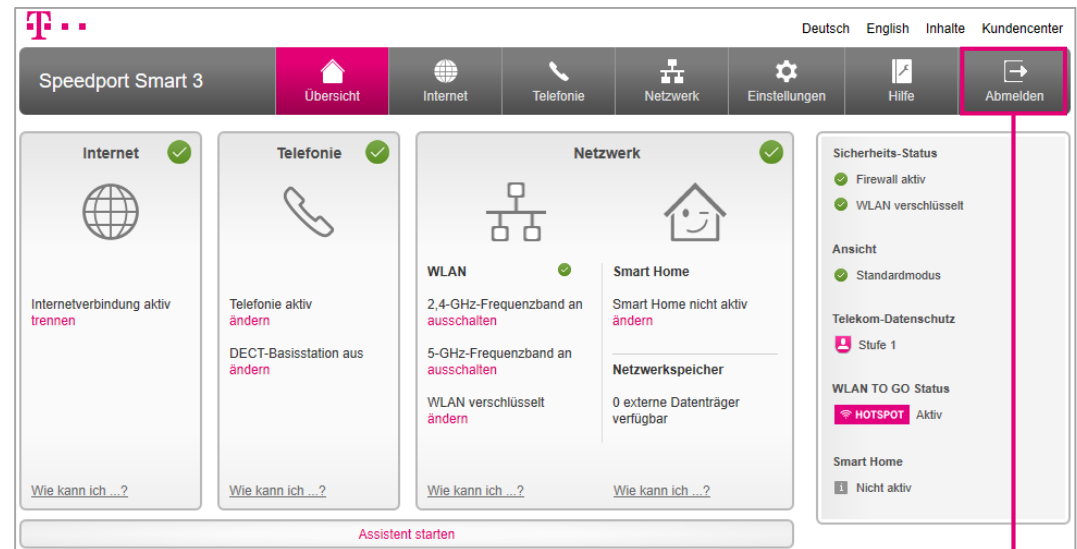 T
Deutsch English Inhalte Kundencenter
Speedport Smart 3
Übersicht
Internet
Telefonie
Netzwerk
Einstellungen
Hilfe
Abmelden
Internet
Internetverbindung aktiv
trennen
Wie kann ich ...?
Telefonie
Telefonie aktiv
ändern
DECT-Basisstation aus
ändern
Wie kann ich ...?
Netzwerk
WLAN
2,4-GHz-Frequenzband an
ausschalten
5-GHz-Frequenzband an
ausschalten
WLAN verschlüsselt
ändern
Wie kann ich ...?
Smart Home
Smart Home nicht aktiv
ändern
Netzwerkspeicher
0 externe Datenträger
verfügbar
Wie kann ich ...?
Assistent starten
Sicherheits-Status
Firewall aktiv
WLAN verschlüsselt
Ansicht
Standardmodus
Telekom-Datenschutz
Stufe 1
WLAN TO GO Status
HOTSPOT Aktiv
Smart Home
i Nicht aktiv